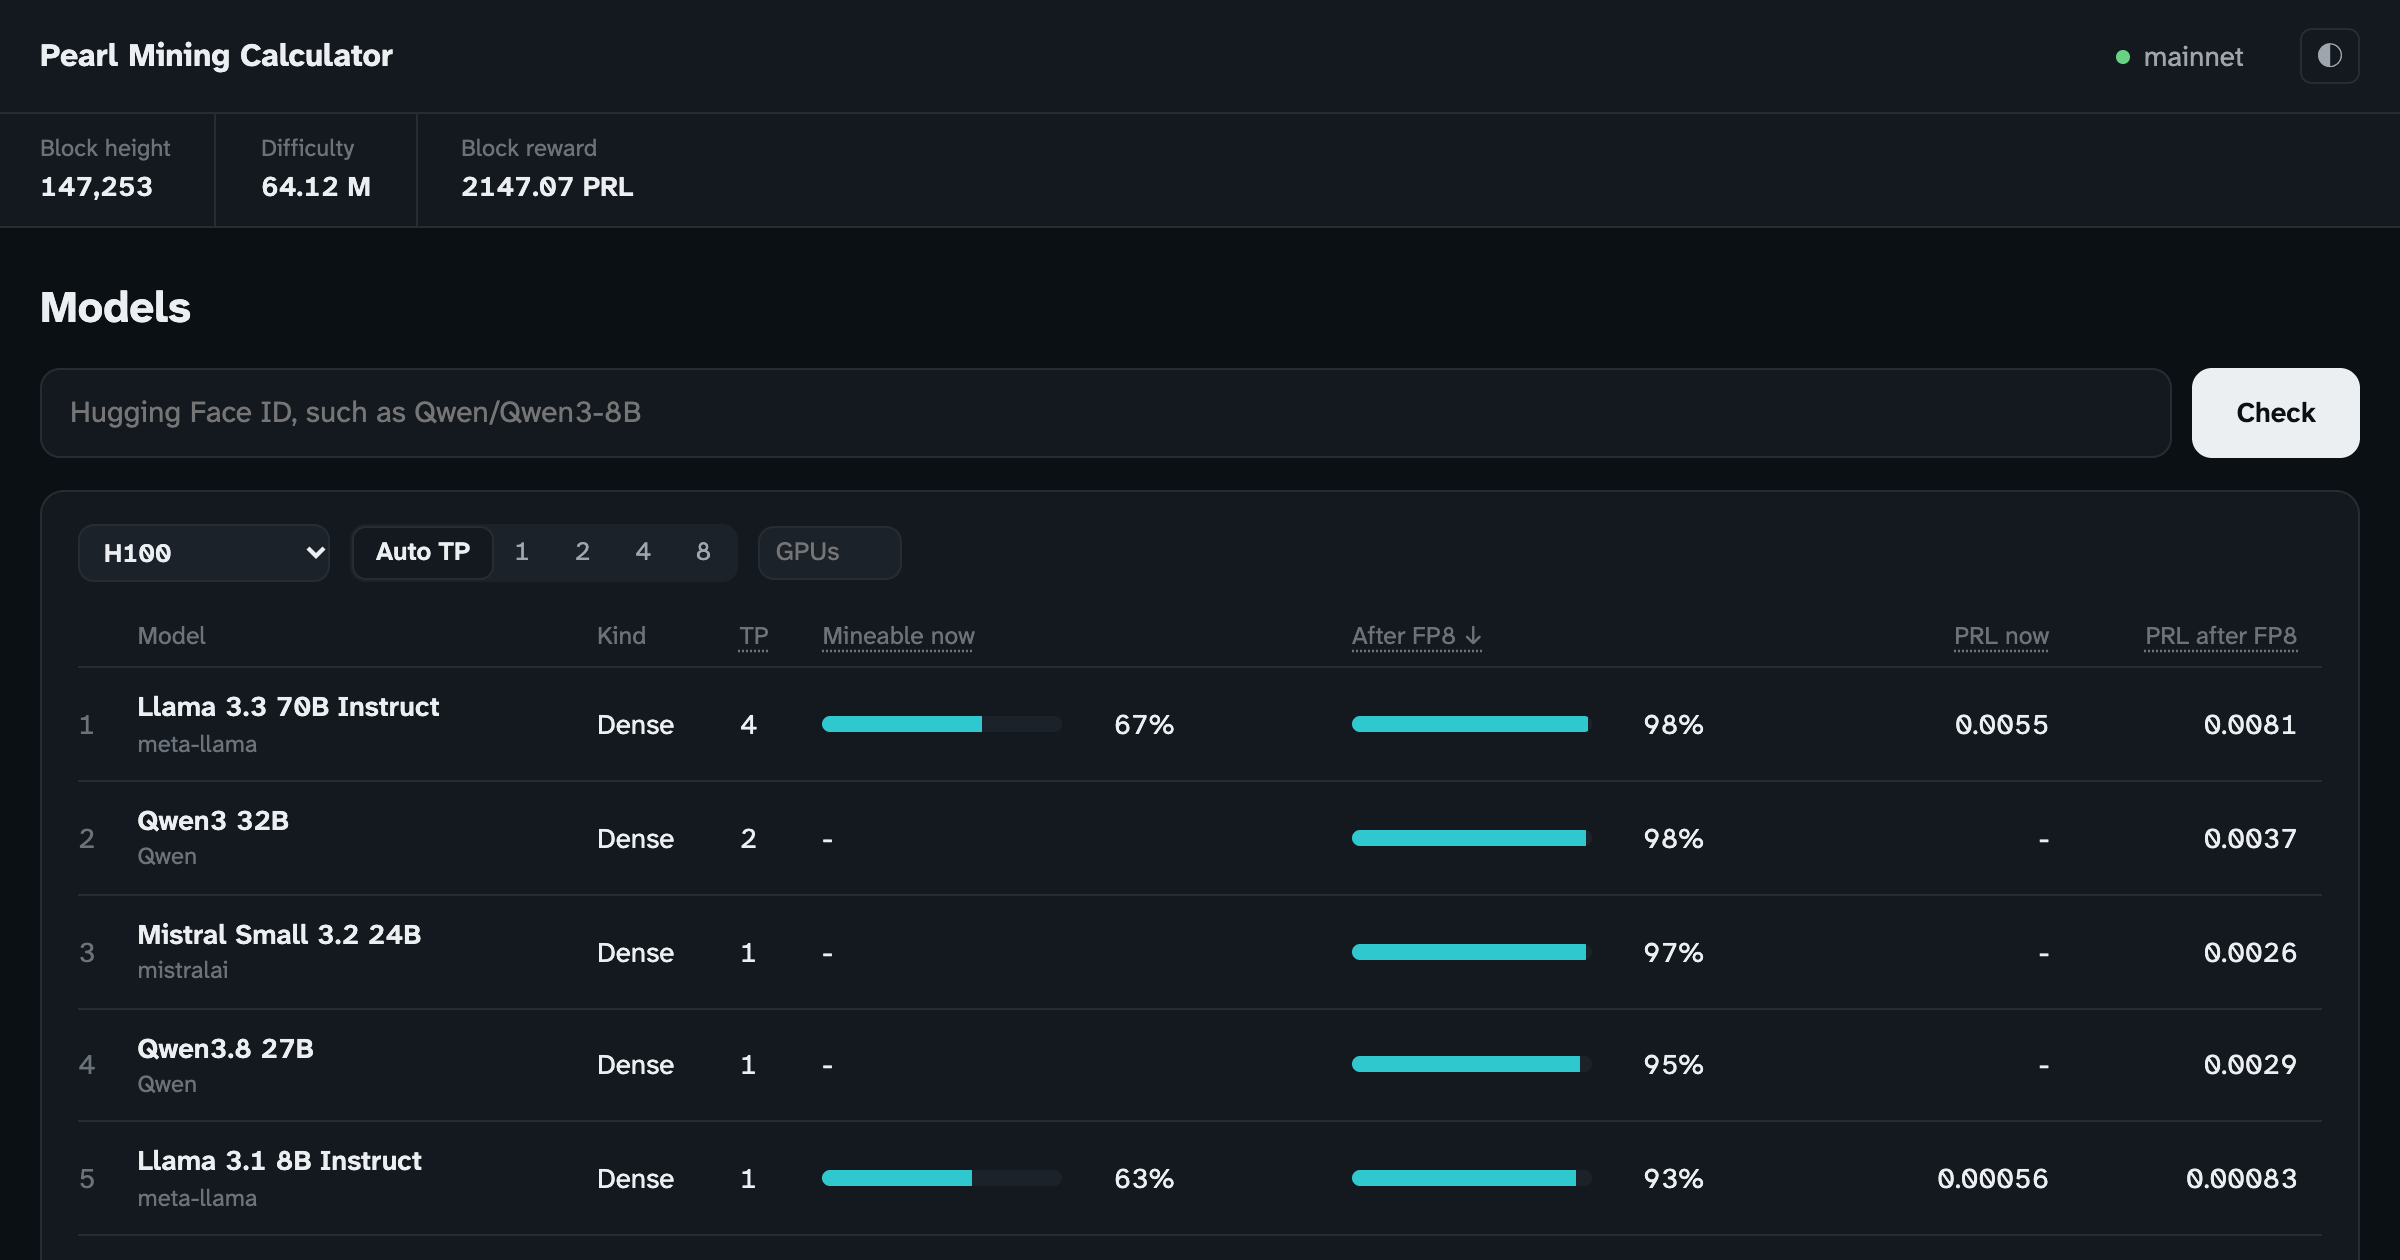 Pearl Mining Calculator
mainnet
Block height
147,253
Difficulty
64.12 M
Block reward
2147.07 PRL
Models
Hugging Face ID, such as Qwen/Qwen3-8B
Check
H100
Auto TP 1 2 4 8
GPUs
Model Kind TP Mineable now After FP8 ↓ PRL now PRL after FP8
1 Llama 3.3 70B Instruct Dense 4 67% 98% 0.0055 0.0081
meta-llama
2 Qwen3 32B Dense 2 - 98% - 0.0037
Qwen
3 Mistral Small 3.2 24B Dense 1 - 97% - 0.0026
mistralai
4 Qwen3.8 27B Dense 1 - 95% - 0.0029
Qwen
5 Llama 3.1 8B Instruct Dense 1 63% 93% 0.00056 0.00083
meta-llama